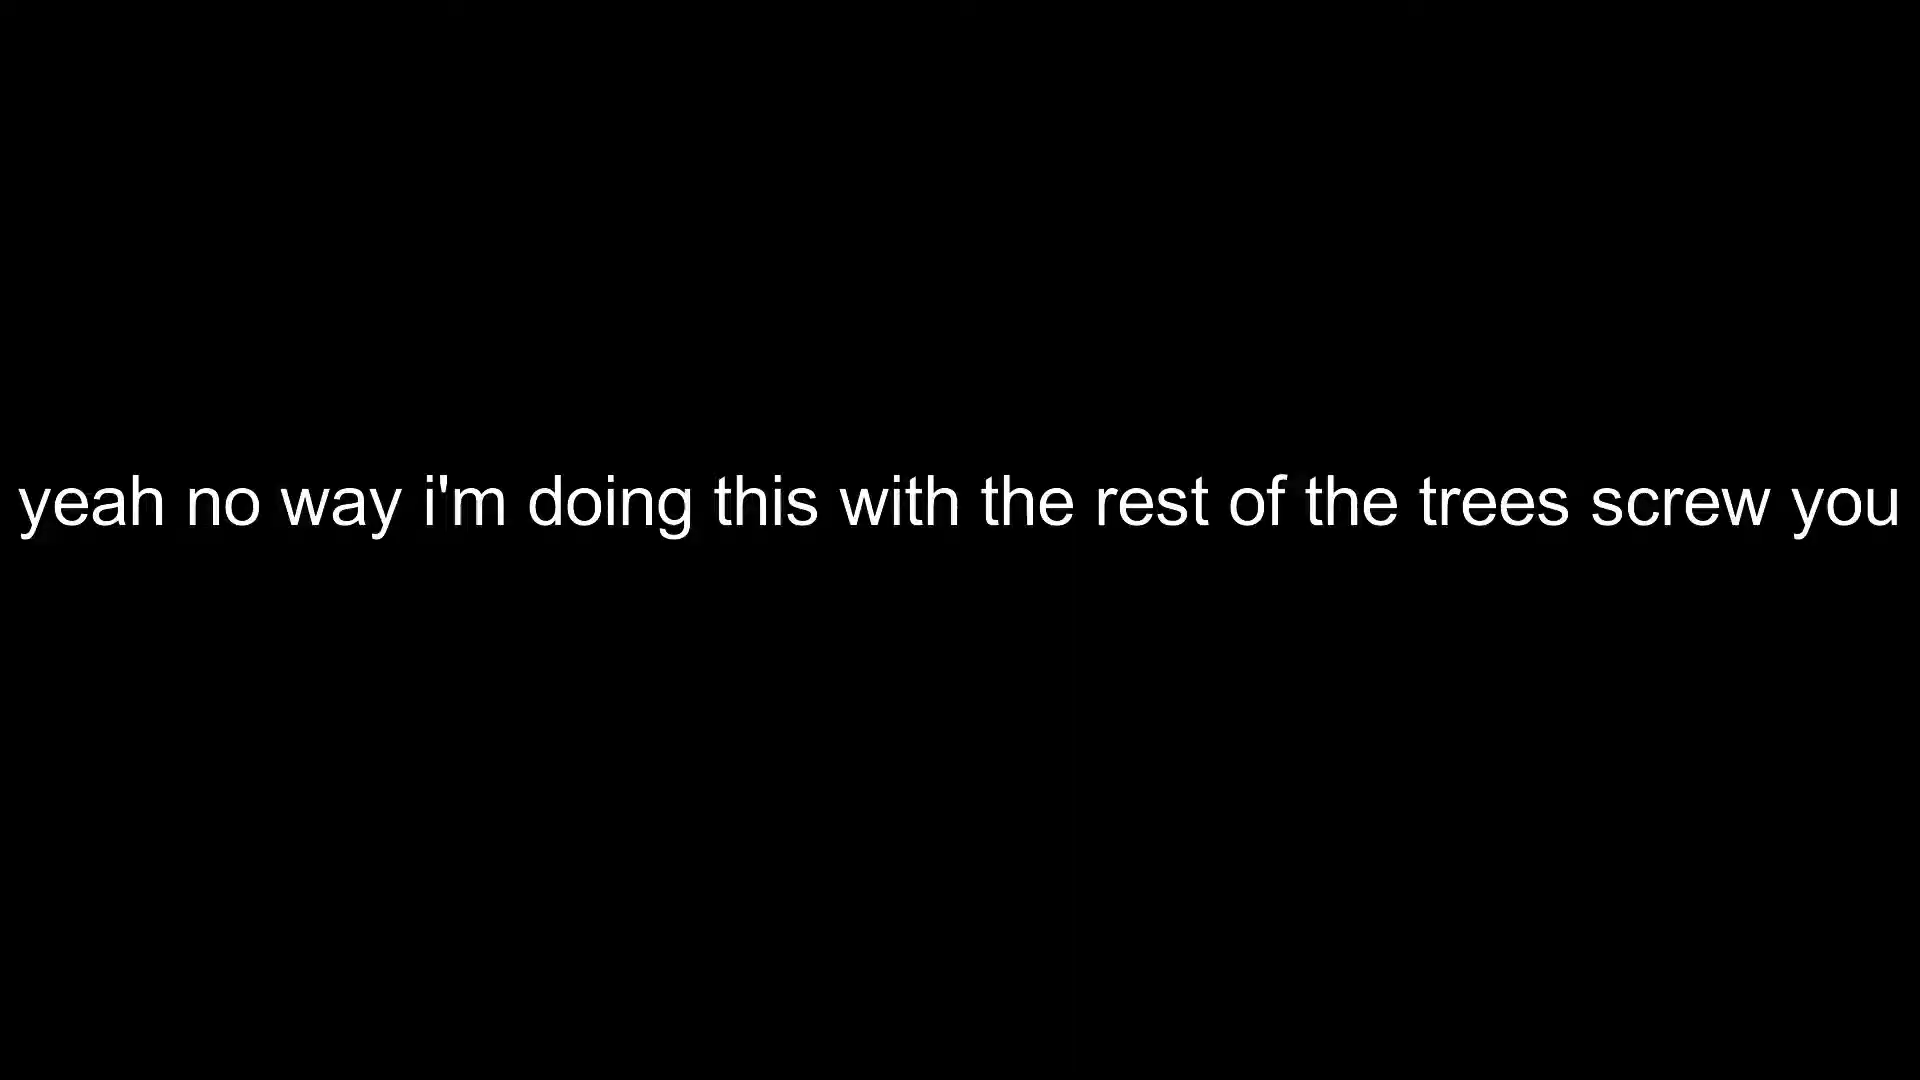 yeah no way i'm doing this with the rest of the trees screw you